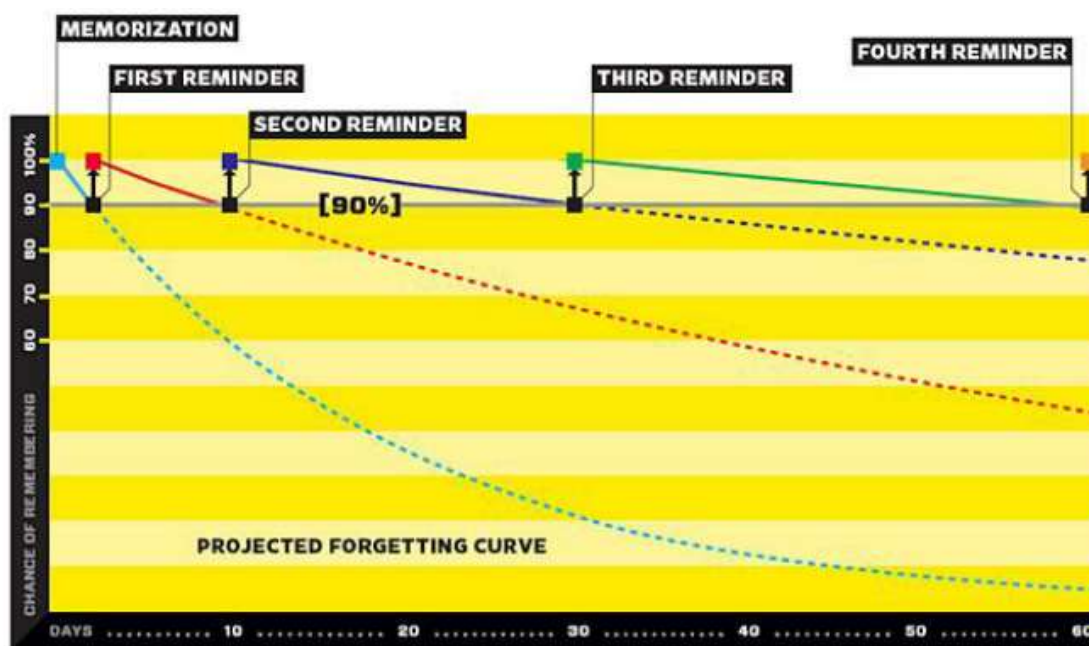 MEMORIZATION
FOURTH REMINDER
FIRST REMINDER
THIRD REMINDER
SECOND REMINDER
100%
90
[90%]
80
70
60
CHANCE OF REMEMBERING
PROJECTED FORGETTING CURVE
DAYS 10 20 30 40 50 60